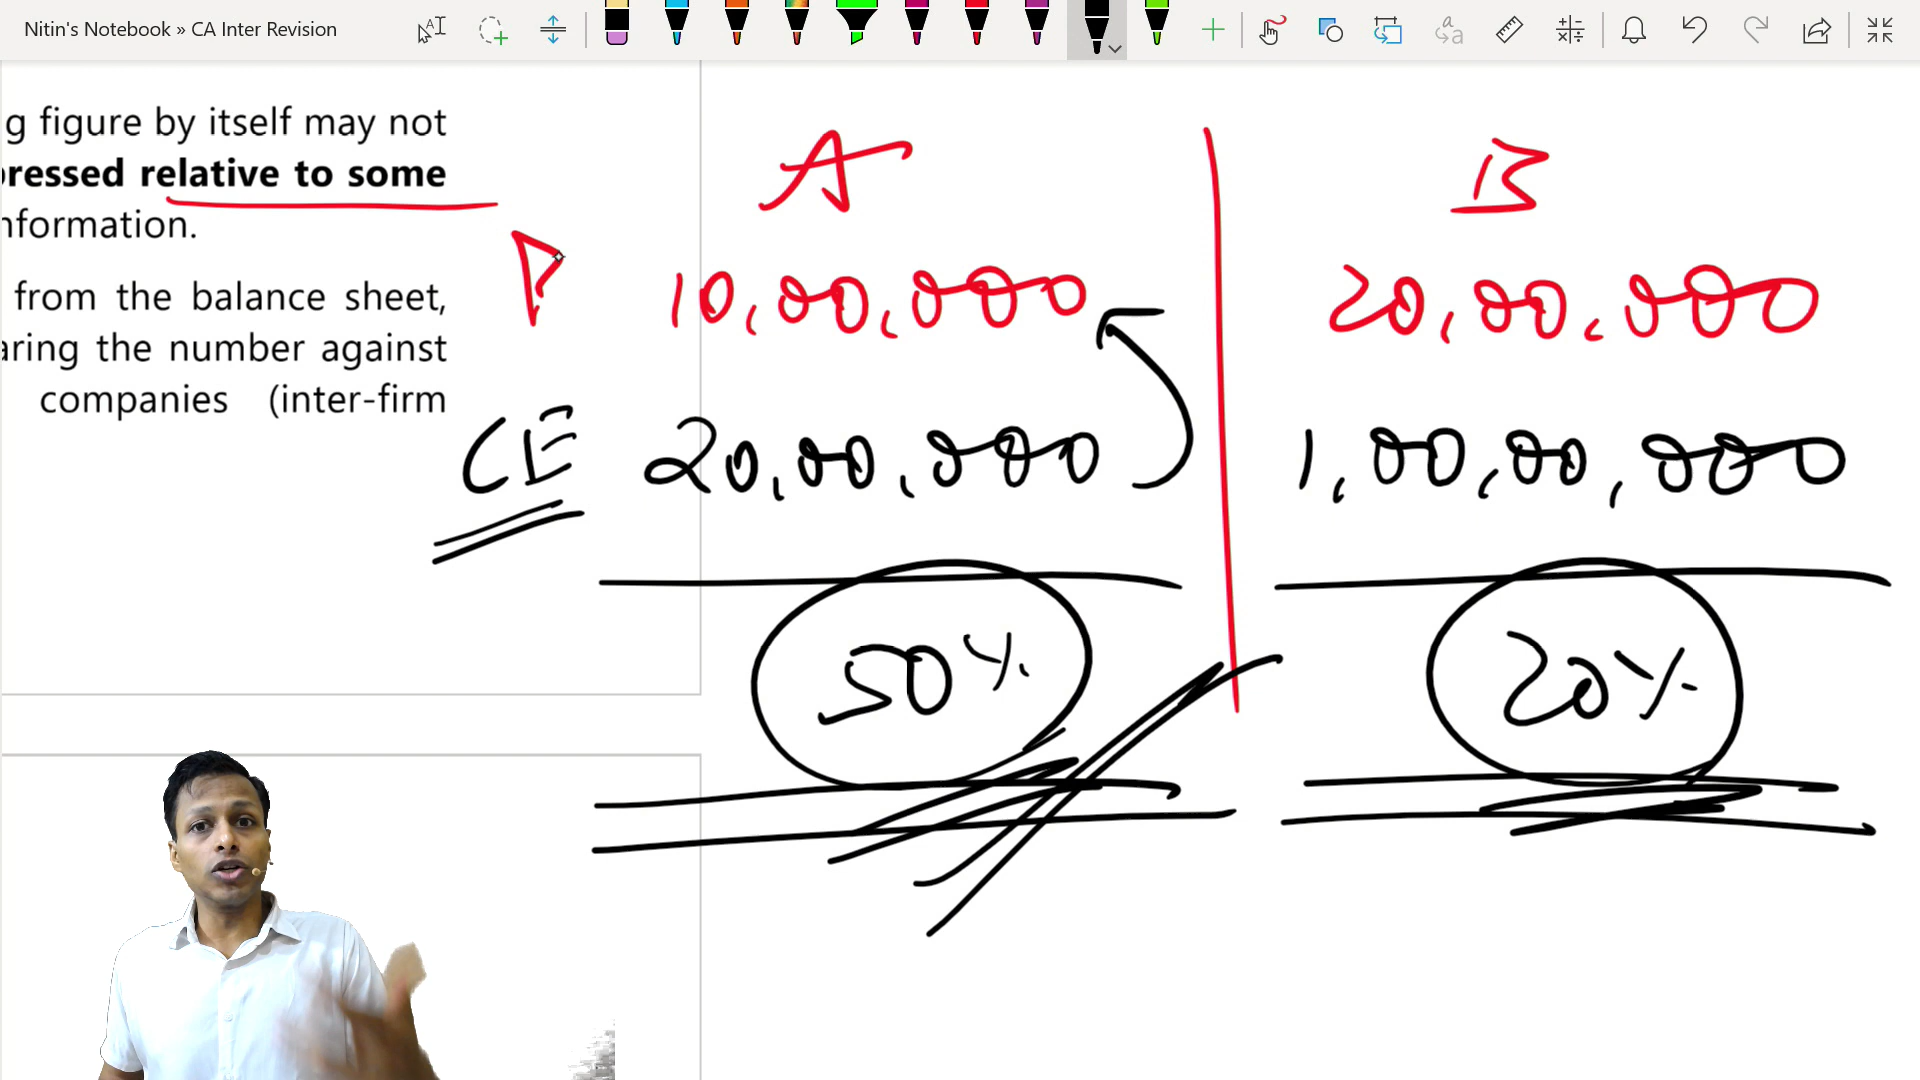 Nitin's Notebook » CA Inter Revision
g figure by itself may not
pressed relative to some
nformation.
from the balance sheet,
aring the number against
companies (inter-firm
A B
P 10,00,000 20,00,000
CE 20,00,000 1,00,00,000
50% 20%